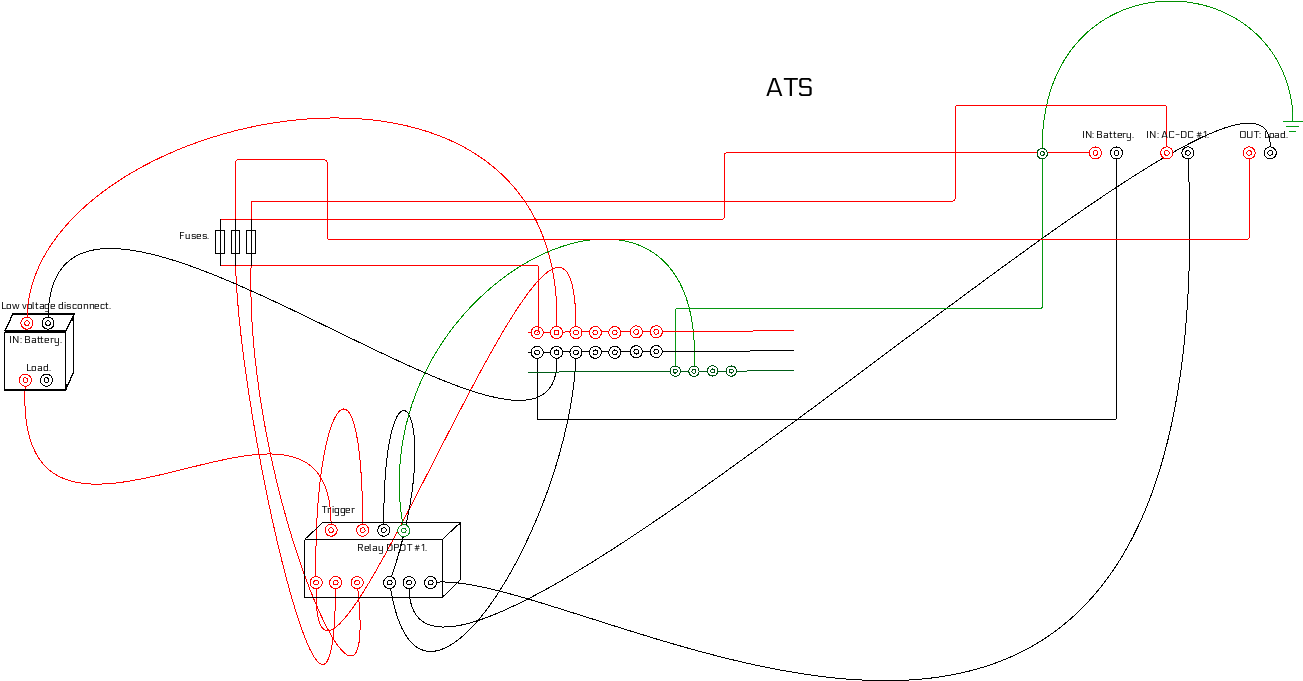 ATS
IN: Battery. IN: AC-DC #1. OUT: Load.
Fuses.
Low voltage disconnect.
IN: Battery.
Load.
Trigger
Relay DPDT #1.